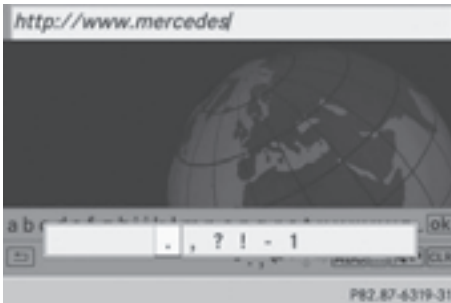 http://www.mercedes
a b
ok
. , ? ! - 1
CLR
P82.87-6319-31